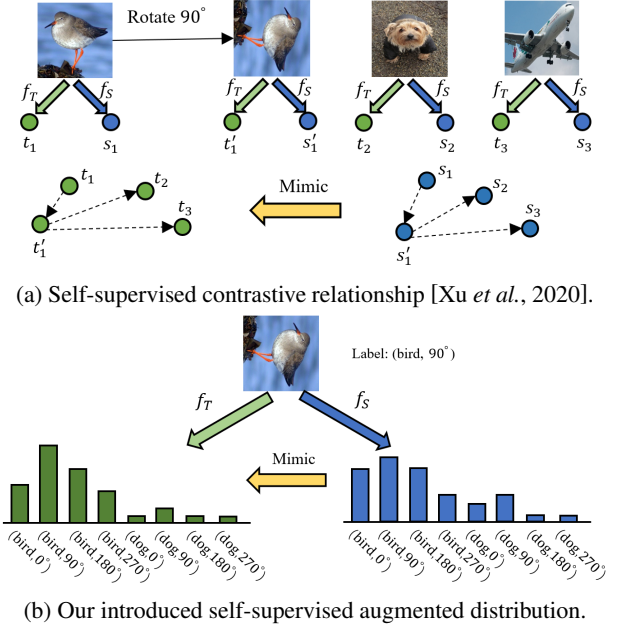 Rotate 90°
f_T f_S f_T f_S f_T f_S f_T f_S
t_1 s_1 t'_1 s'_1 t_2 s_2 t_3 s_3
t_1 t_2 t_3 t'_1
Mimic
s_1 s_2 s_3 s'_1
(a) Self-supervised contrastive relationship [Xu et al., 2020].
Label: (bird, 90°)
f_T f_S
Mimic
(bird,0°) (bird,90°) (bird,180°) (bird,270°) (dog,0°) (dog,90°) (dog,180°) (dog,270°)
(bird,0°) (bird,90°) (bird,180°) (bird,270°) (dog,0°) (dog,90°) (dog,180°) (dog,270°)
(b) Our introduced self-supervised augmented distribution.